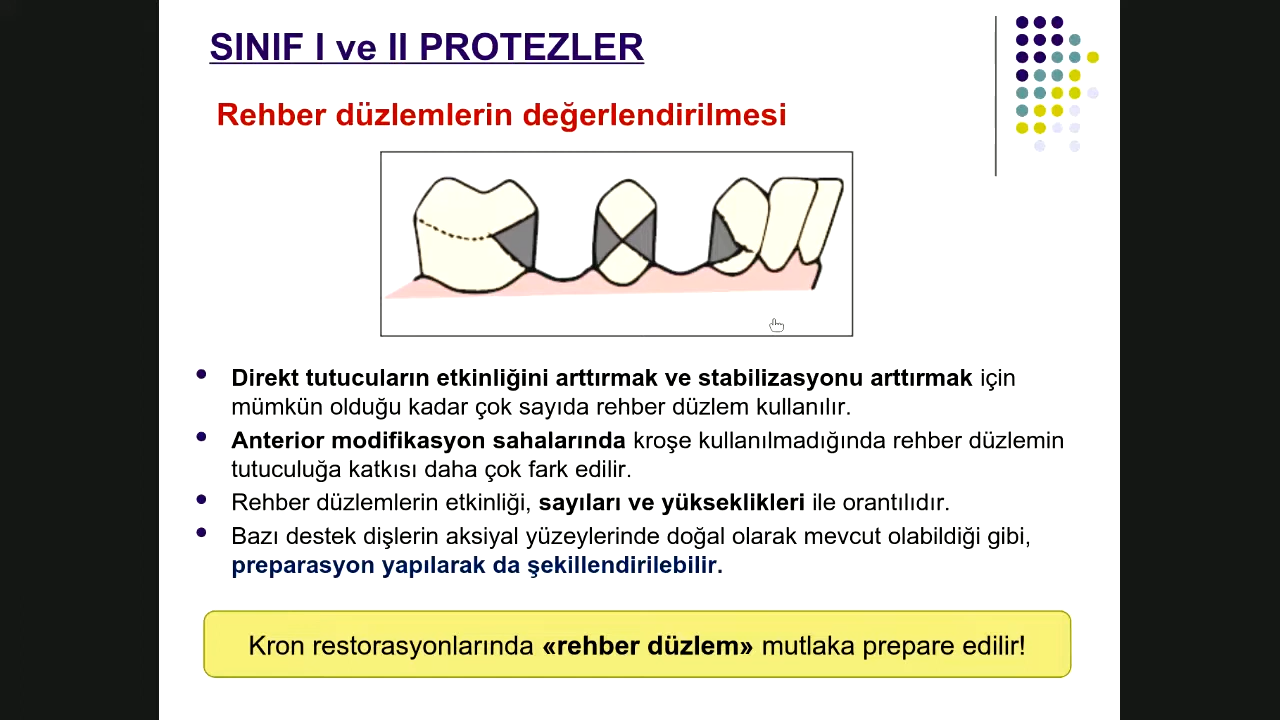 SINIF I ve II PROTEZLER
Rehber düzlemlerin değerlendirilmesi
• Direkt tutucuların etkinliğini arttırmak ve stabilizasyonu arttırmak için
mümkün olduğu kadar çok sayıda rehber düzlem kullanılır.
• Anterior modifikasyon sahalarında kroşe kullanılmadığında rehber düzlemin
tutuculuğa katkısı daha çok fark edilir.
• Rehber düzlemlerin etkinliği, sayıları ve yükseklikleri ile orantılıdır.
• Bazı destek dişlerin aksiyal yüzeylerinde doğal olarak mevcut olabildiği gibi,
preparasyon yapılarak da şekillendirilebilir.
Kron restorasyonlarında «rehber düzlem» mutlaka prepare edilir!